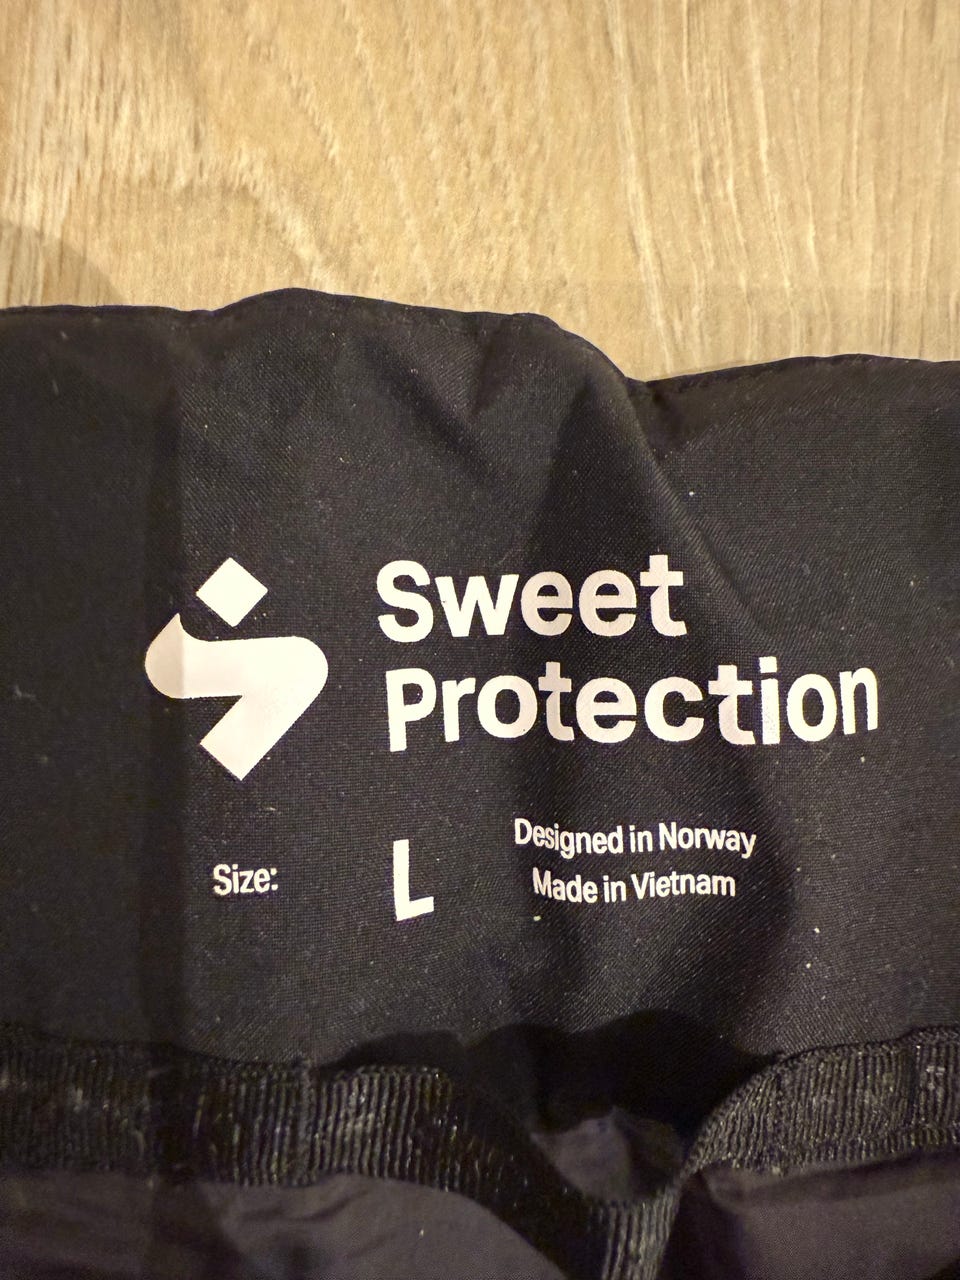 Sweet
Protection
Size: L
Designed in Norway
Made in Vietnam